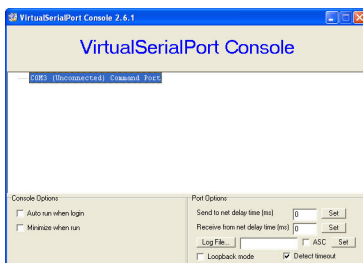 VirtualSerialPort Console 2.6.1
VirtualSerialPort Console
COM3 (Unconnected) Command Port
Console Options
Auto run when login
Minimize when run
Port Options
Send to net delay time (ms) 0 Set
Receive from net delay time (ms) 0 Set
Log File... ASC Set
Loopback mode Detect timeout